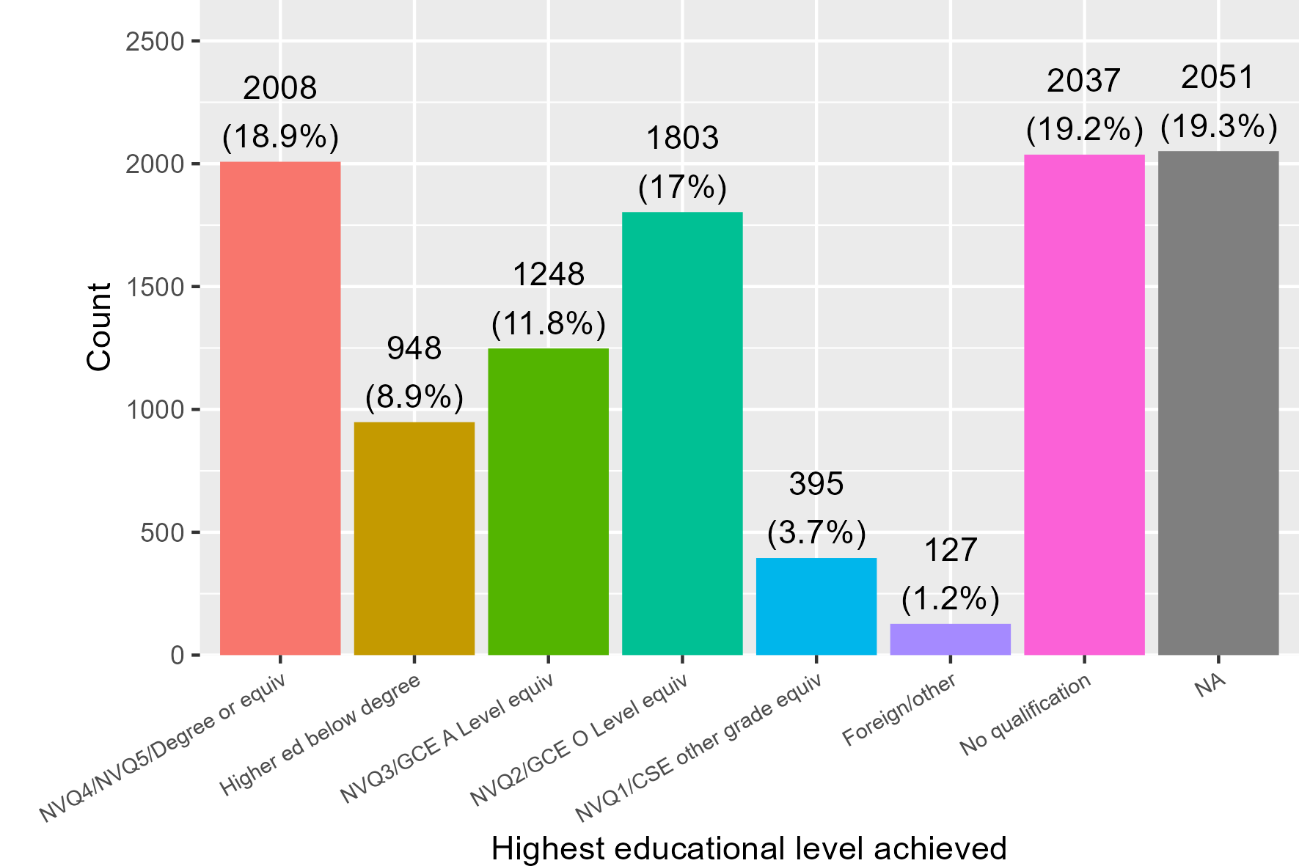 2500
2000
1500
1000
500
0
Count
2008
(18.9%)
948
(8.9%)
1248
(11.8%)
1803
(17%)
395
(3.7%)
127
(1.2%)
2037
(19.2%)
2051
(19.3%)
NVQ4/NVQ5/Degree or equiv
Higher ed below degree
NVQ3/GCE A Level equiv
NVQ2/GCE O Level equiv
NVQ1/CSE other grade equiv
Foreign/other
No qualification
NA
Highest educational level achieved